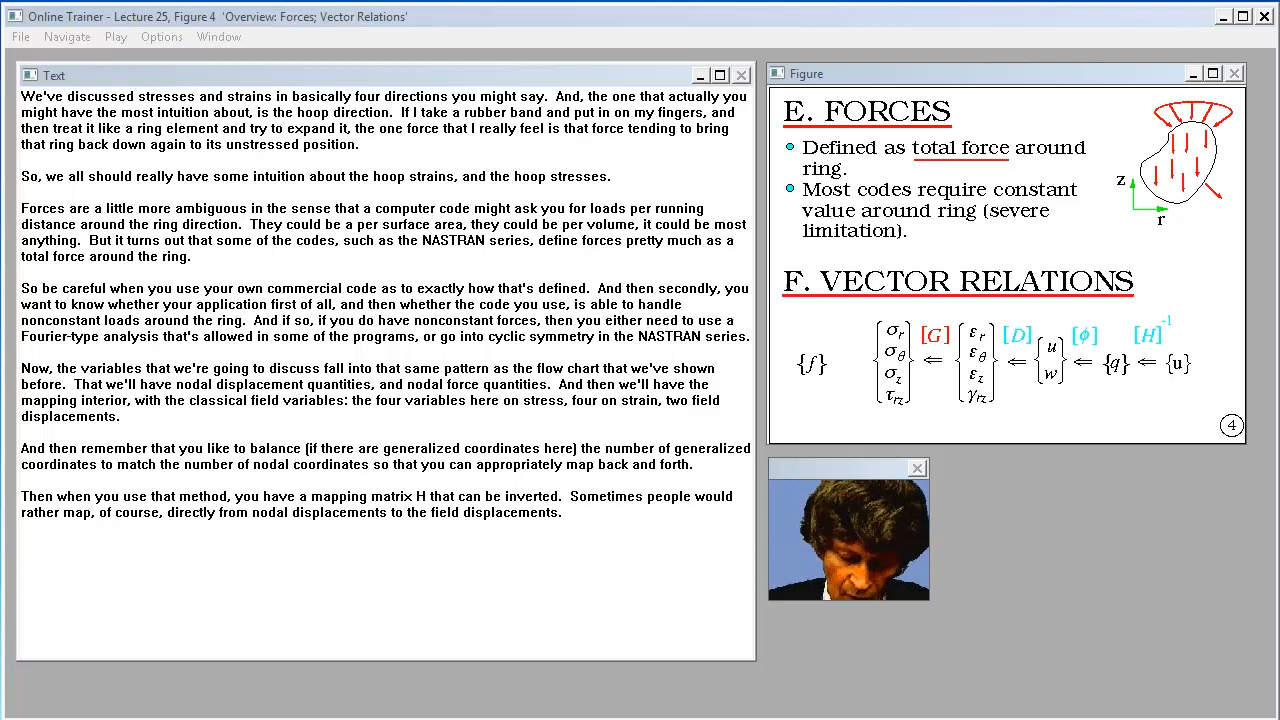 Online Trainer - Lecture 25, Figure 4 'Overview: Forces; Vector Relations'
File Navigate Play Options Window
Text
We've discussed stresses and strains in basically four directions you might say. And, the one that actually you
might have the most intuition about, is the hoop direction. If I take a rubber band and put in on my fingers, and
then treat it like a ring element and try to expand it, the one force that I really feel is that force tending to bring
that ring back down again to its unstressed position.
So, we all should really have some intuition about the hoop strains, and the hoop stresses.
Forces are a little more ambiguous in the sense that a computer code might ask you for loads per running
distance around the ring direction. They could be a per surface area, they could be per volume, it could be most
anything. But it turns out that some of the codes, such as the NASTRAN series, define forces pretty much as a
total force around the ring.
So be careful when you use your own commercial code as to exactly how that's defined. And then secondly, you
want to know whether your application first of all, and then whether the code you use, is able to handle
nonconstant loads around the ring. And if so, if you do have nonconstant forces, then you either need to use a
Fourier-type analysis that's allowed in some of the programs, or go into cyclic symmetry in the NASTRAN series.
Now, the variables that we're going to discuss fall into that same pattern as the flow chart that we've shown
before. That we'll have nodal displacement quantities, and nodal force quantities. And then we'll have the
mapping interior, with the classical field variables: the four variables here on stress, four on strain, two field
displacements.
And then remember that you like to balance (if there are generalized coordinates here) the number of generalized
coordinates to match the number of nodal coordinates so that you can appropriately map back and forth.
Then when you use that method, you have a mapping matrix H that can be inverted. Sometimes people would
rather map, of course, directly from nodal displacements to the field displacements.
Figure
E. FORCES
• Defined as total force around
ring.
• Most codes require constant
value around ring (severe
limitation).
z
r
F. VECTOR RELATIONS
{f} {σr σθ σz τrz} [G] ⇐ {εr εθ εz γrz} [D] ⇐ {u w} [ϕ] ⇐ {q} [H]-1 ⇐ {u}
4